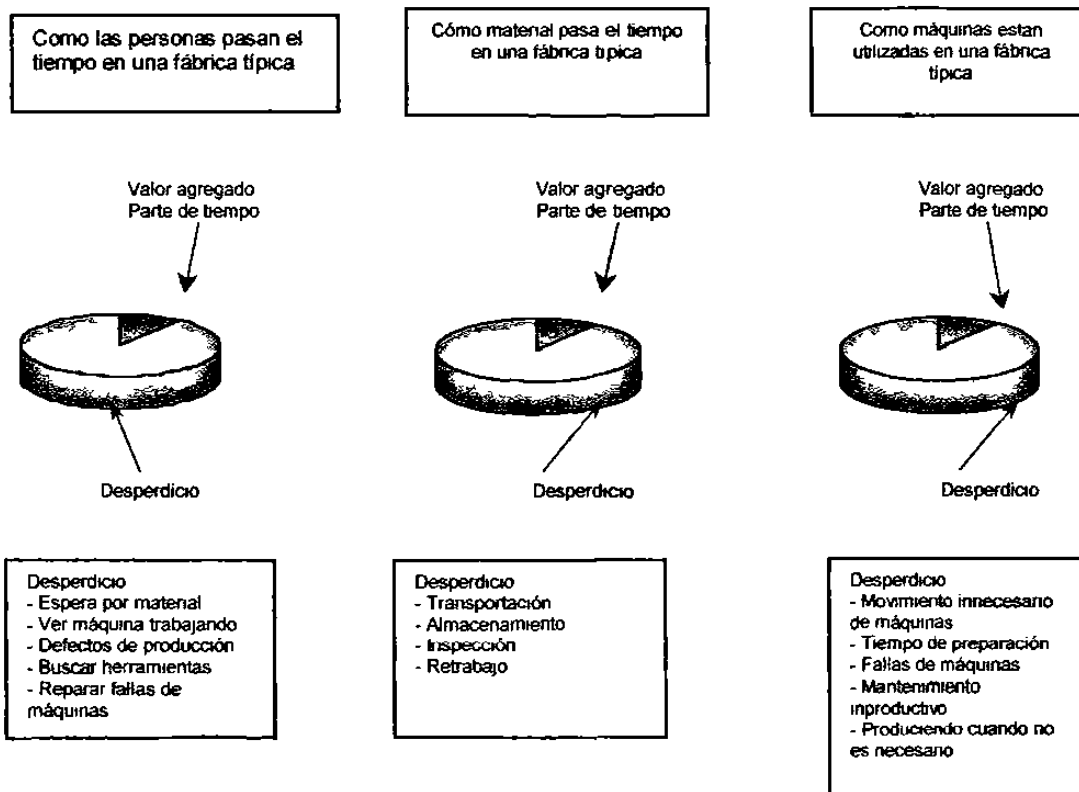 Como las personas pasan el
tiempo en una fábrica típica
Cómo material pasa el tiempo
en una fábrica típica
Como máquinas estan
utilizadas en una fábrica
típica
Valor agregado
Parte de tiempo
Valor agregado
Parte de tiempo
Valor agregado
Parte de tiempo
Desperdicio
Desperdicio
Desperdicio
Desperdicio
- Espera por material
- Ver máquina trabajando
- Defectos de producción
- Buscar herramientas
- Reparar fallas de
máquinas
Desperdicio
- Transportación
- Almacenamiento
- Inspección
- Retrabajo
Desperdicio
- Movimiento innecesario
de máquinas
- Tiempo de preparación
- Fallas de máquinas
- Mantenimiento
inproductivo
- Produciendo cuando no
es necesario